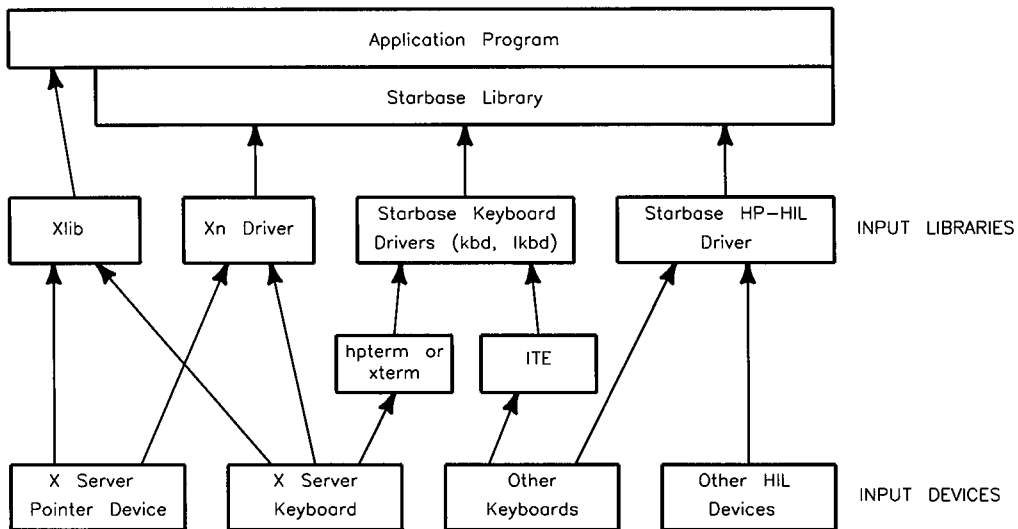 Application Program
Starbase Library
Xlib
Xn Driver
Starbase Keyboard
Drivers (kbd, lkbd)
Starbase HP-HIL
Driver
INPUT LIBRARIES
hpterm or
xterm
ITE
X Server
Pointer Device
X Server
Keyboard
Other
Keyboards
Other HIL
Devices
INPUT DEVICES